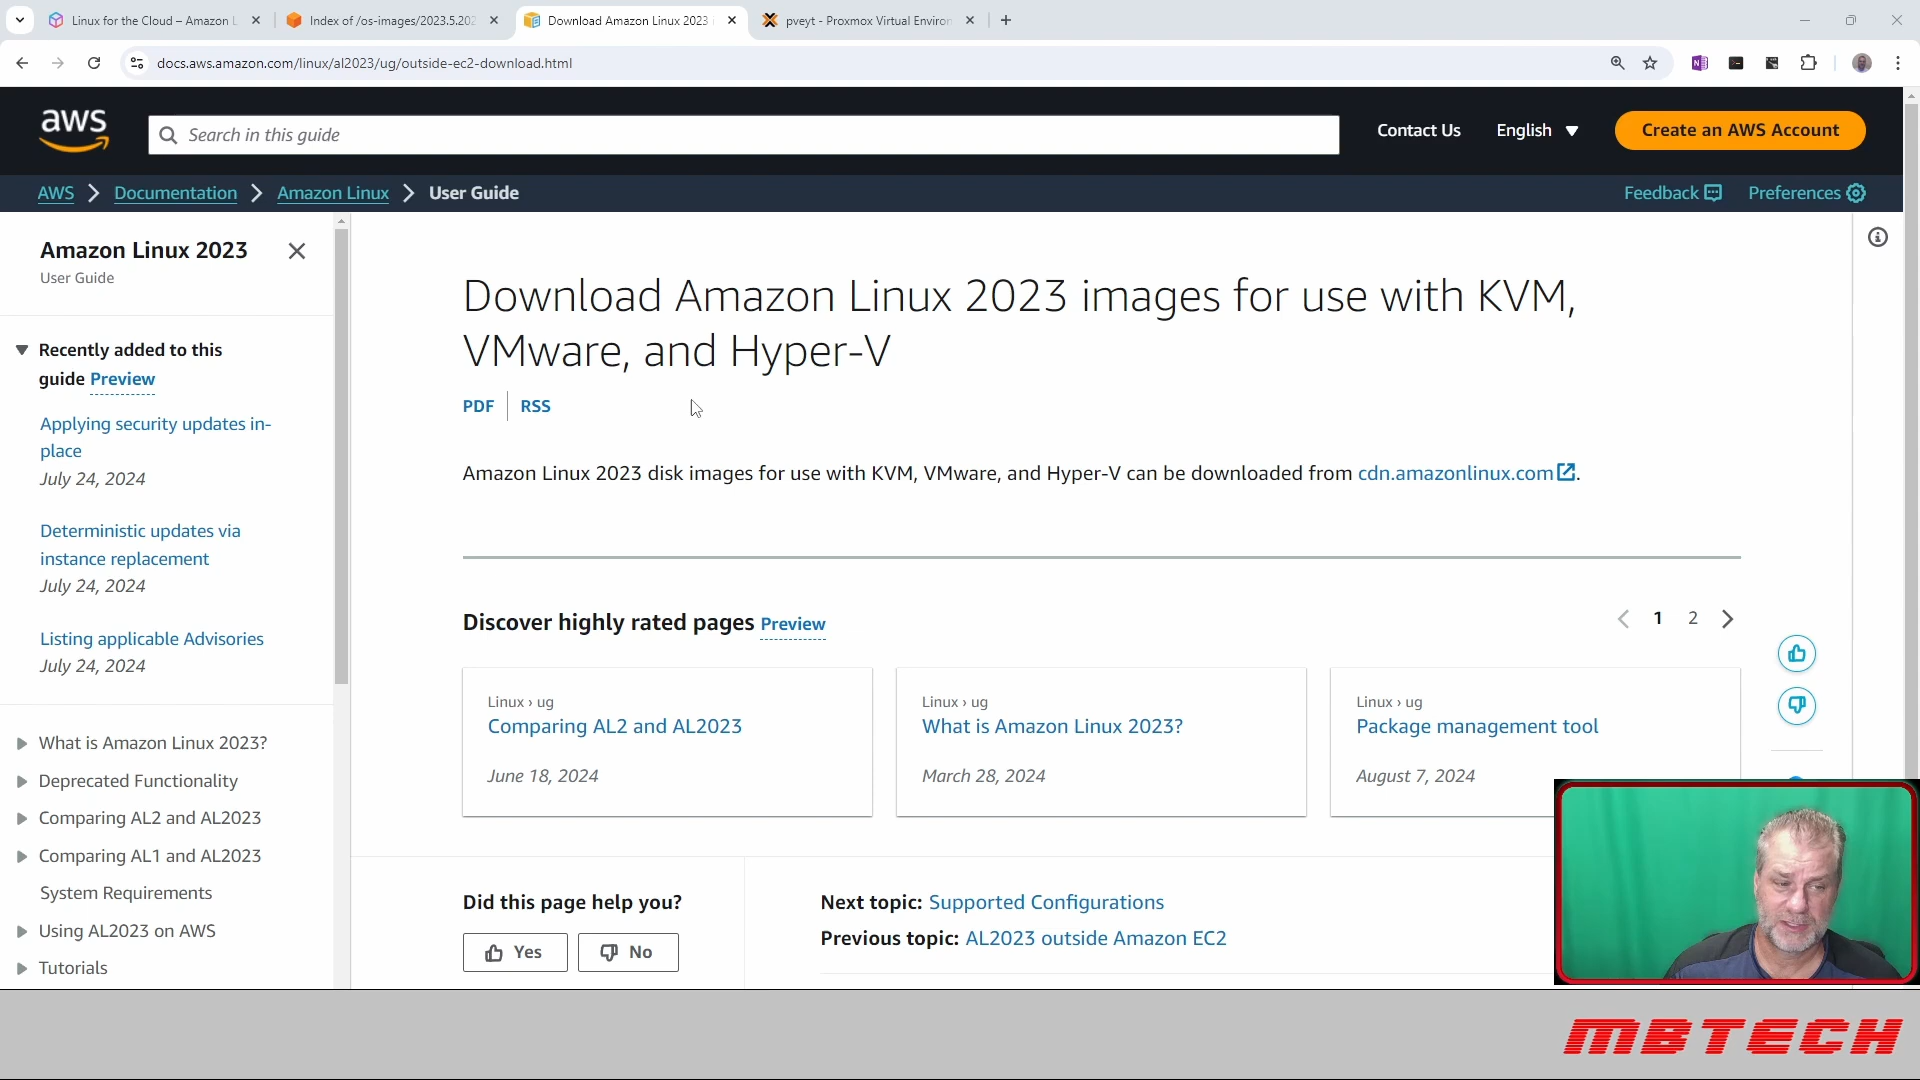 Linux for the Cloud – Amazon L
Index of /os-images/2023.5.202
Download Amazon Linux 2023 i
pveyt - Proxmox Virtual Environ
docs.aws.amazon.com/linux/al2023/ug/outside-ec2-download.html
aws
Search in this guide
Contact Us
English
Create an AWS Account
AWS
Documentation
Amazon Linux
User Guide
Feedback
Preferences
Amazon Linux 2023
User Guide
Recently added to this
guide Preview
Applying security updates in-
place
July 24, 2024
Deterministic updates via
instance replacement
July 24, 2024
Listing applicable Advisories
July 24, 2024
What is Amazon Linux 2023?
Deprecated Functionality
Comparing AL2 and AL2023
Comparing AL1 and AL2023
System Requirements
Using AL2023 on AWS
Tutorials
Download Amazon Linux 2023 images for use with KVM,
VMware, and Hyper-V
PDF
RSS
Amazon Linux 2023 disk images for use with KVM, VMware, and Hyper-V can be downloaded from cdn.amazonlinux.com.
Discover highly rated pages Preview
1
2
Linux › ug
Comparing AL2 and AL2023
June 18, 2024
Linux › ug
What is Amazon Linux 2023?
March 28, 2024
Linux › ug
Package management tool
August 7, 2024
Did this page help you?
Yes
No
Next topic: Supported Configurations
Previous topic: AL2023 outside Amazon EC2
MBTECH